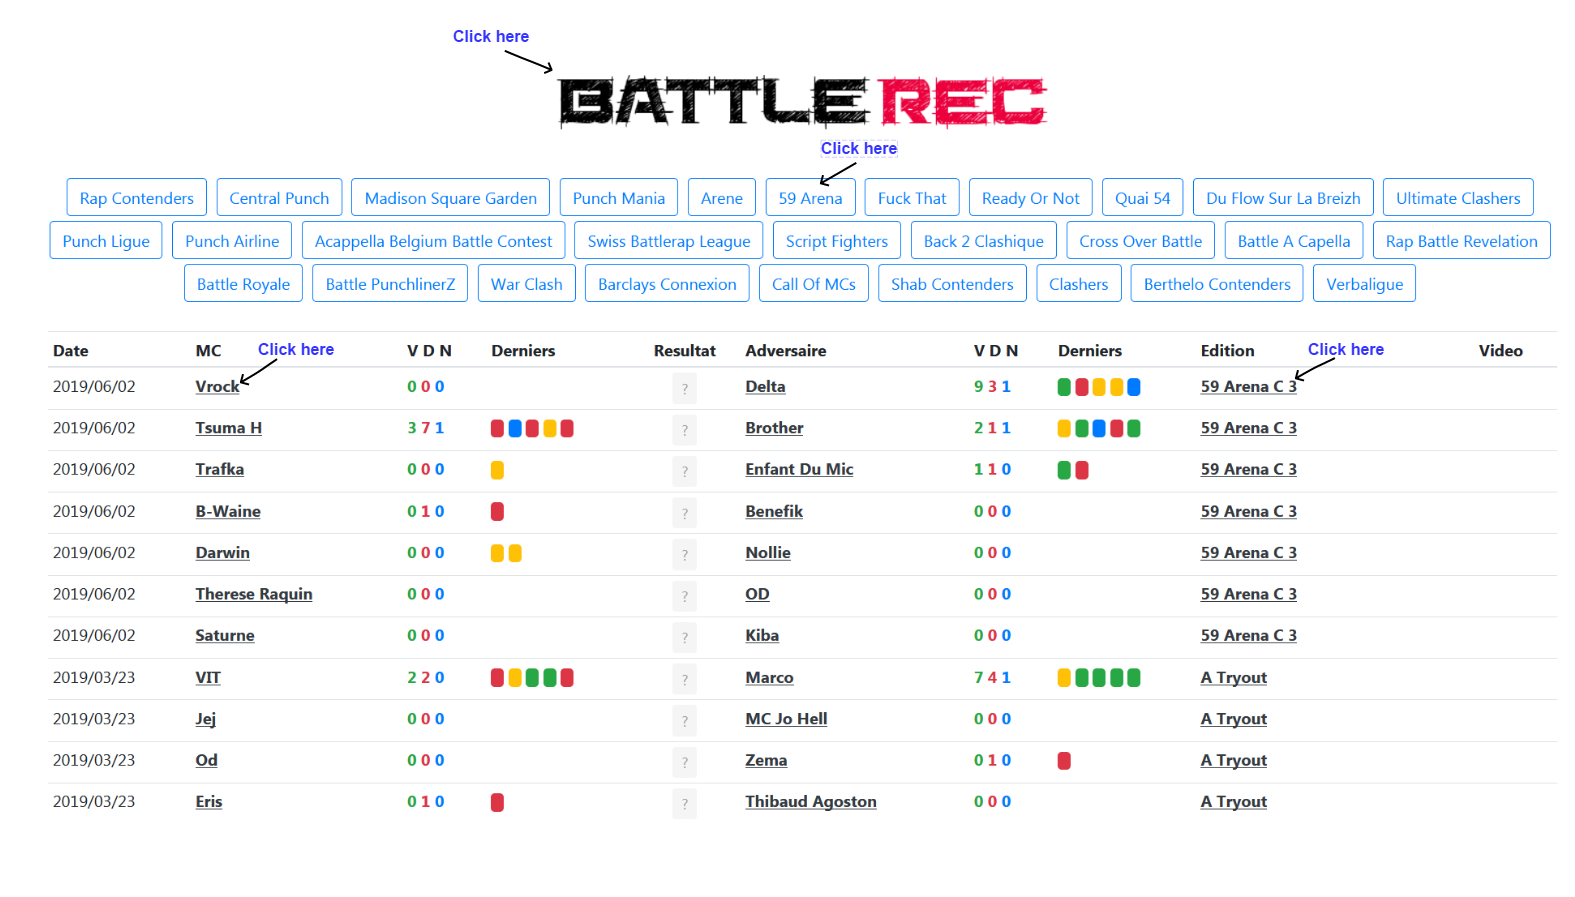 Click here
BATTLE REC
Click here
Rap Contenders Central Punch Madison Square Garden Punch Mania Arene 59 Arena Fuck That Ready Or Not Quai 54 Du Flow Sur La Breizh Ultimate Clashers
Punch Ligue Punch Airline Acappella Belgium Battle Contest Swiss Battlerap League Script Fighters Back 2 Clashique Cross Over Battle Battle A Capella Rap Battle Revelation
Battle Royale Battle PunchlinerZ War Clash Barclays Connexion Call Of MCs Shab Contenders Clashers Berthelo Contenders Verbaligue
Date MC Click here V D N Derniers Resultat Adversaire V D N Derniers Edition Click here Video
2019/06/02 Vrock 0 0 0 ? Delta 9 3 1 59 Arena C 3
2019/06/02 Tsuma H 3 7 1 ? Brother 2 1 1 59 Arena C 3
2019/06/02 Trafka 0 0 0 ? Enfant Du Mic 1 1 0 59 Arena C 3
2019/06/02 B-Waine 0 1 0 ? Benefik 0 0 0 59 Arena C 3
2019/06/02 Darwin 0 0 0 ? Nollie 0 0 0 59 Arena C 3
2019/06/02 Therese Raquin 0 0 0 ? OD 0 0 0 59 Arena C 3
2019/06/02 Saturne 0 0 0 ? Kiba 0 0 0 59 Arena C 3
2019/03/23 VIT 2 2 0 ? Marco 7 4 1 A Tryout
2019/03/23 Jej 0 0 0 ? MC Jo Hell 0 0 0 A Tryout
2019/03/23 Od 0 0 0 ? Zema 0 1 0 A Tryout
2019/03/23 Eris 0 1 0 ? Thibaud Agoston 0 0 0 A Tryout